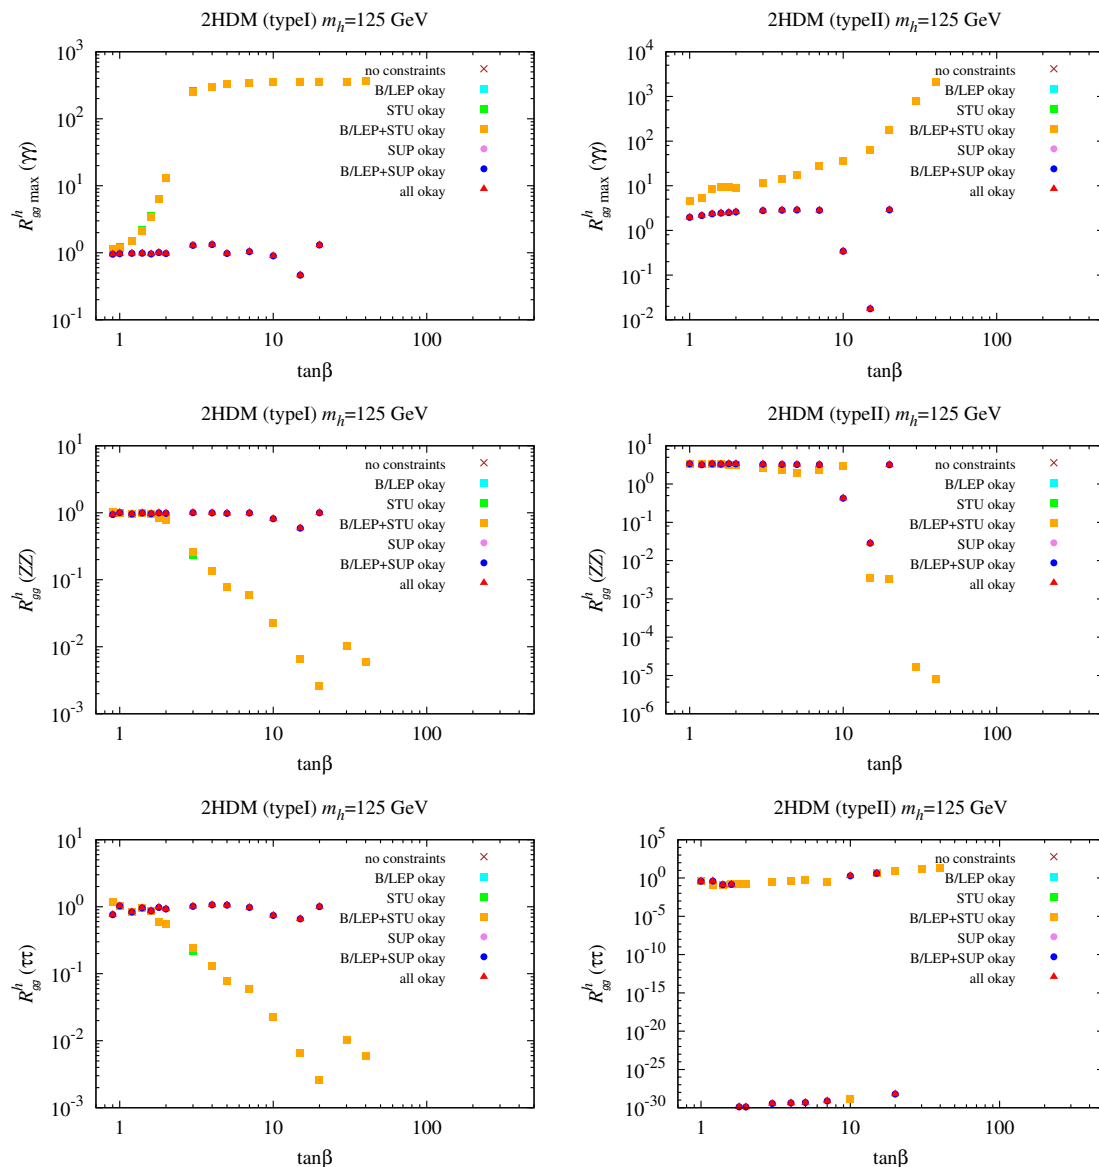 2HDM (typeI) m_h=125 GeV
10^3
10^2
10^1
10^0
10^-1
R^h_gg max (γγ)
no constraints
B/LEP okay
STU okay
B/LEP+STU okay
SUP okay
B/LEP+SUP okay
all okay
1
10
100
tanβ
2HDM (typeII) m_h=125 GeV
10^4
10^3
10^2
10^1
10^0
10^-1
10^-2
R^h_gg max (γγ)
no constraints
B/LEP okay
STU okay
B/LEP+STU okay
SUP okay
B/LEP+SUP okay
all okay
1
10
100
tanβ
2HDM (typeI) m_h=125 GeV
10^1
10^0
10^-1
10^-2
10^-3
R^h_gg (ZZ)
no constraints
B/LEP okay
STU okay
B/LEP+STU okay
SUP okay
B/LEP+SUP okay
all okay
1
10
100
tanβ
2HDM (typeII) m_h=125 GeV
10^1
10^0
10^-1
10^-2
10^-3
10^-4
10^-5
10^-6
R^h_gg (ZZ)
no constraints
B/LEP okay
STU okay
B/LEP+STU okay
SUP okay
B/LEP+SUP okay
all okay
1
10
100
tanβ
2HDM (typeI) m_h=125 GeV
10^1
10^0
10^-1
10^-2
10^-3
R^h_gg (ττ)
no constraints
B/LEP okay
STU okay
B/LEP+STU okay
SUP okay
B/LEP+SUP okay
all okay
1
10
100
tanβ
2HDM (typeII) m_h=125 GeV
10^5
10^0
10^-5
10^-10
10^-15
10^-20
10^-25
10^-30
R^h_gg (ττ)
no constraints
B/LEP okay
STU okay
B/LEP+STU okay
SUP okay
B/LEP+SUP okay
all okay
1
10
100
tanβ